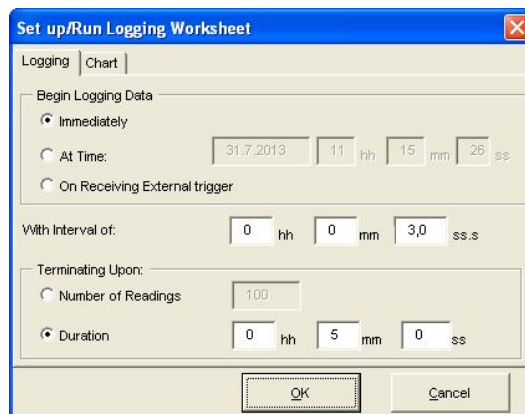 Set up/Run Logging Worksheet
Logging Chart
Begin Logging Data
Immediately
At Time: 31.7.2013 11 hh 15 mm 26 ss
On Receiving External trigger
With Interval of: 0 hh 0 mm 3,0 ss.s
Terminating Upon:
Number of Readings 100
Duration 0 hh 5 mm 0 ss
OK Cancel